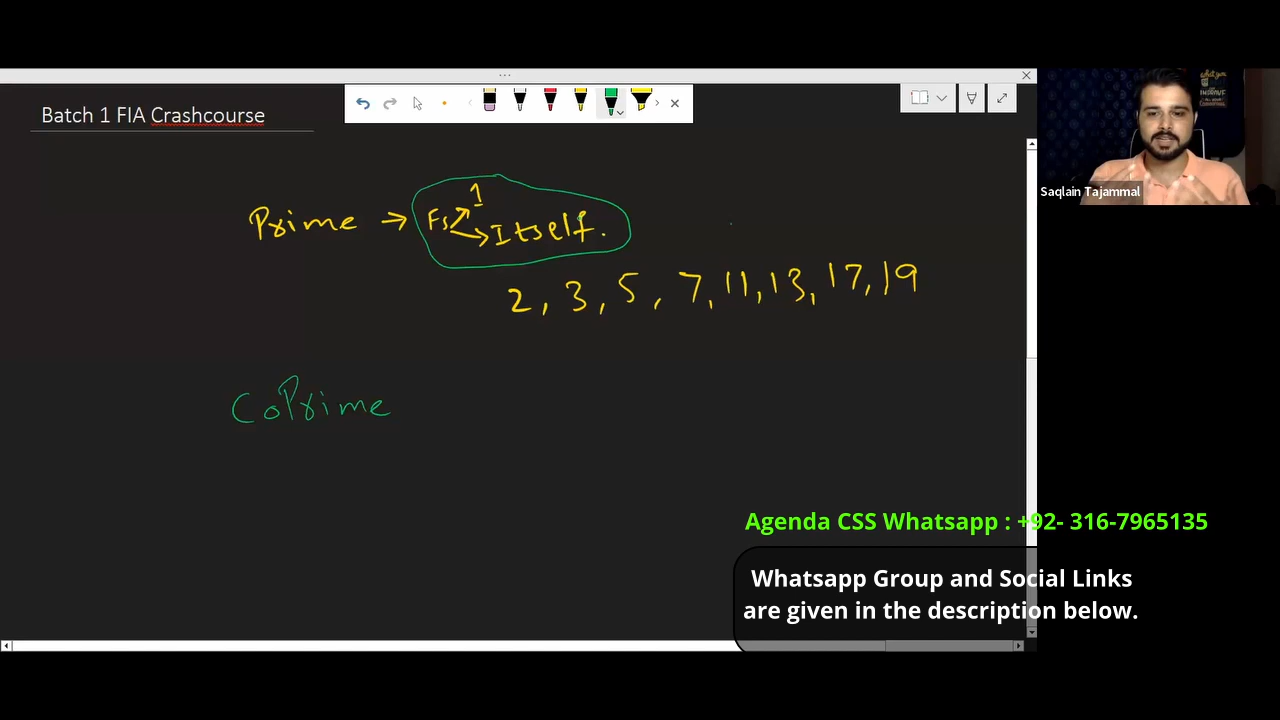 Batch 1 FIA Crashcourse
Saqlain Tajammal
1
Prime → Fs Itself.
2, 3, 5, 7, 11, 13, 17, 19
CoPrime
Agenda CSS Whatsapp : +92- 316-7965135
Whatsapp Group and Social Links
are given in the description below.